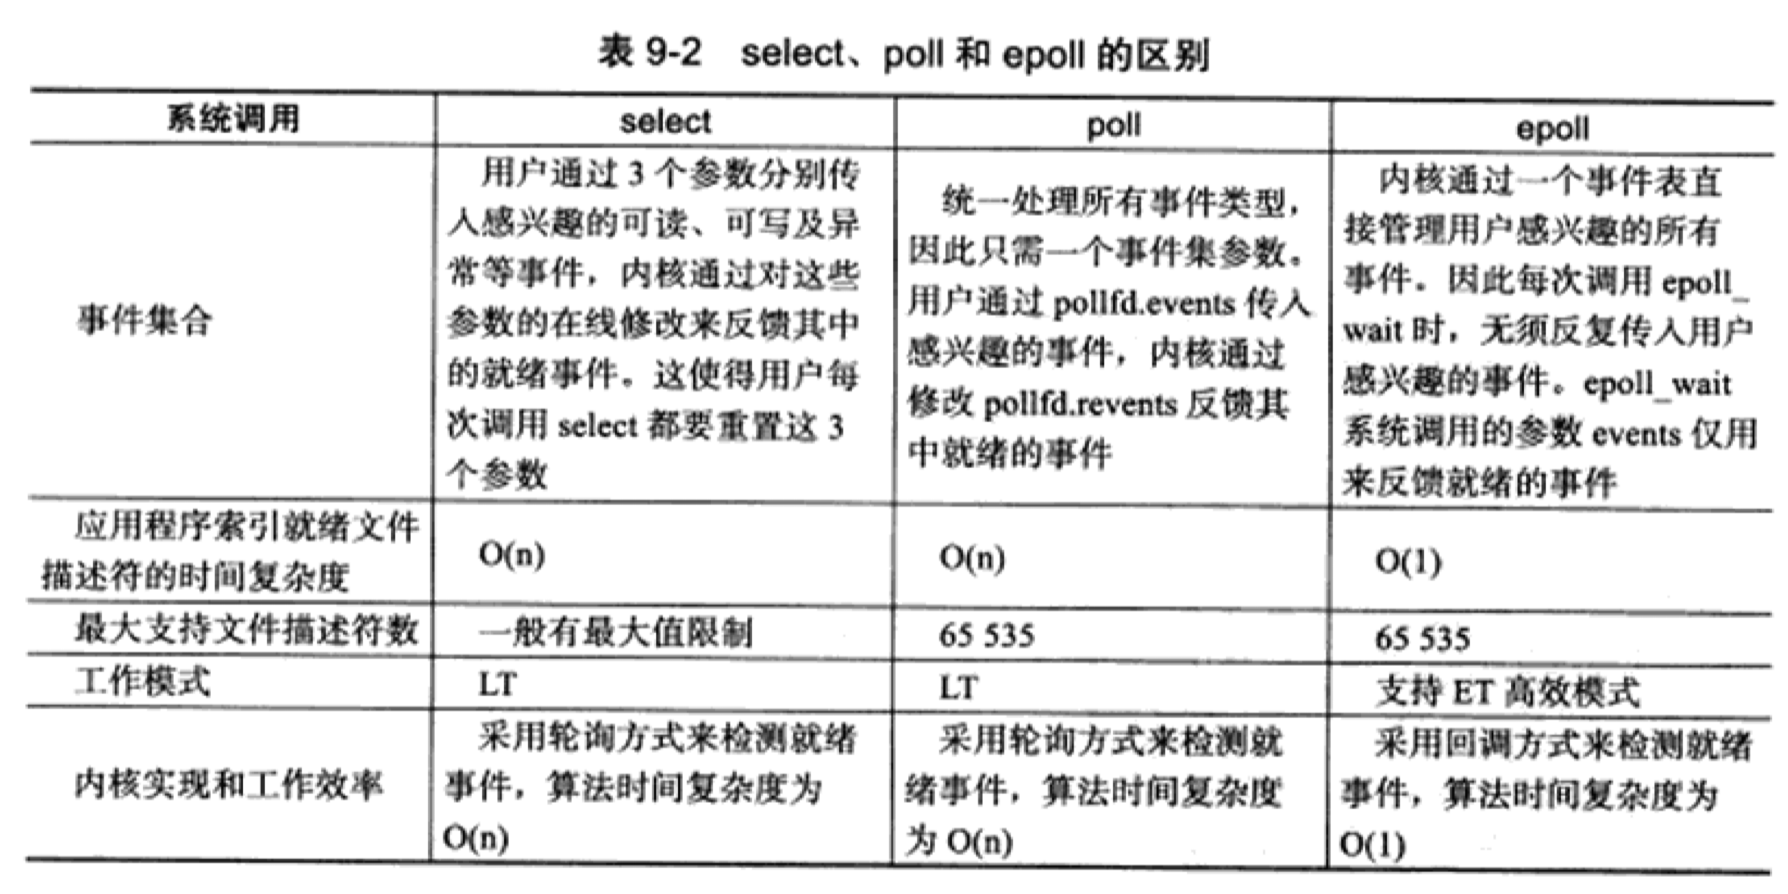 表 9-2 select、poll 和 epoll 的区别
系统调用
select
poll
epoll
事件集合
用户通过 3 个参数分别传
入感兴趣的可读、可写及异
常等事件，内核通过对这些
参数的在线修改来反馈其中
的就绪事件。这使得用户每
次调用 select 都要重置这 3
个参数
统一处理所有事件类型，
因此只需一个事件集参数。
用户通过 pollfd.events 传入
感兴趣的事件，内核通过
修改 pollfd.revents 反馈其
中就绪的事件
内核通过一个事件表直
接管理用户感兴趣的所有
事件。因此每次调用 epoll_
wait 时，无须反复传入用户
感兴趣的事件。epoll_wait
系统调用的参数 events 仅用
来反馈就绪的事件
应用程序索引就绪文件
描述符的时间复杂度
O(n)
O(n)
O(1)
最大支持文件描述符数
一般有最大值限制
65 535
65 535
工作模式
LT
LT
支持 ET 高效模式
内核实现和工作效率
采用轮询方式来检测就绪
事件，算法时间复杂度为
O(n)
采用轮询方式来检测就
绪事件，算法时间复杂度
为 O(n)
采用回调方式来检测就绪
事件，算法时间复杂度为
O(1)